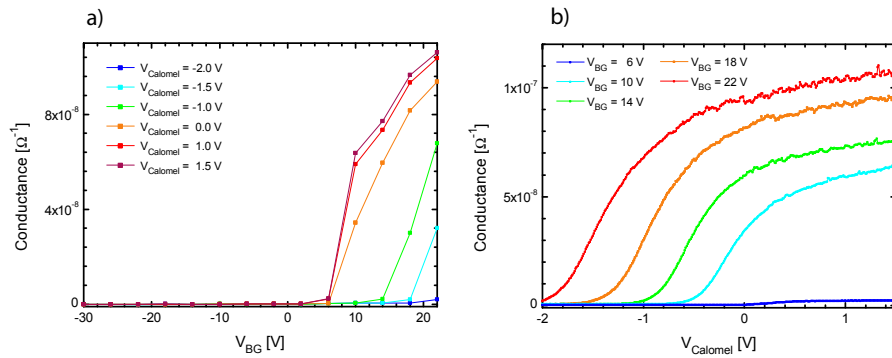 a)
Conductance [Ω⁻¹]
8x10⁻⁸
4x10⁻⁸
0
V_Calomel = -2.0 V
V_Calomel = -1.5 V
V_Calomel = -1.0 V
V_Calomel = 0.0 V
V_Calomel = 1.0 V
V_Calomel = 1.5 V
-30 -20 -10 0 10 20
V_BG [V]
b)
Conductance [Ω⁻¹]
1x10⁻⁷
5x10⁻⁸
0
V_BG = 6 V
V_BG = 10 V
V_BG = 14 V
V_BG = 18 V
V_BG = 22 V
-2 -1 0 1
V_Calomel [V]